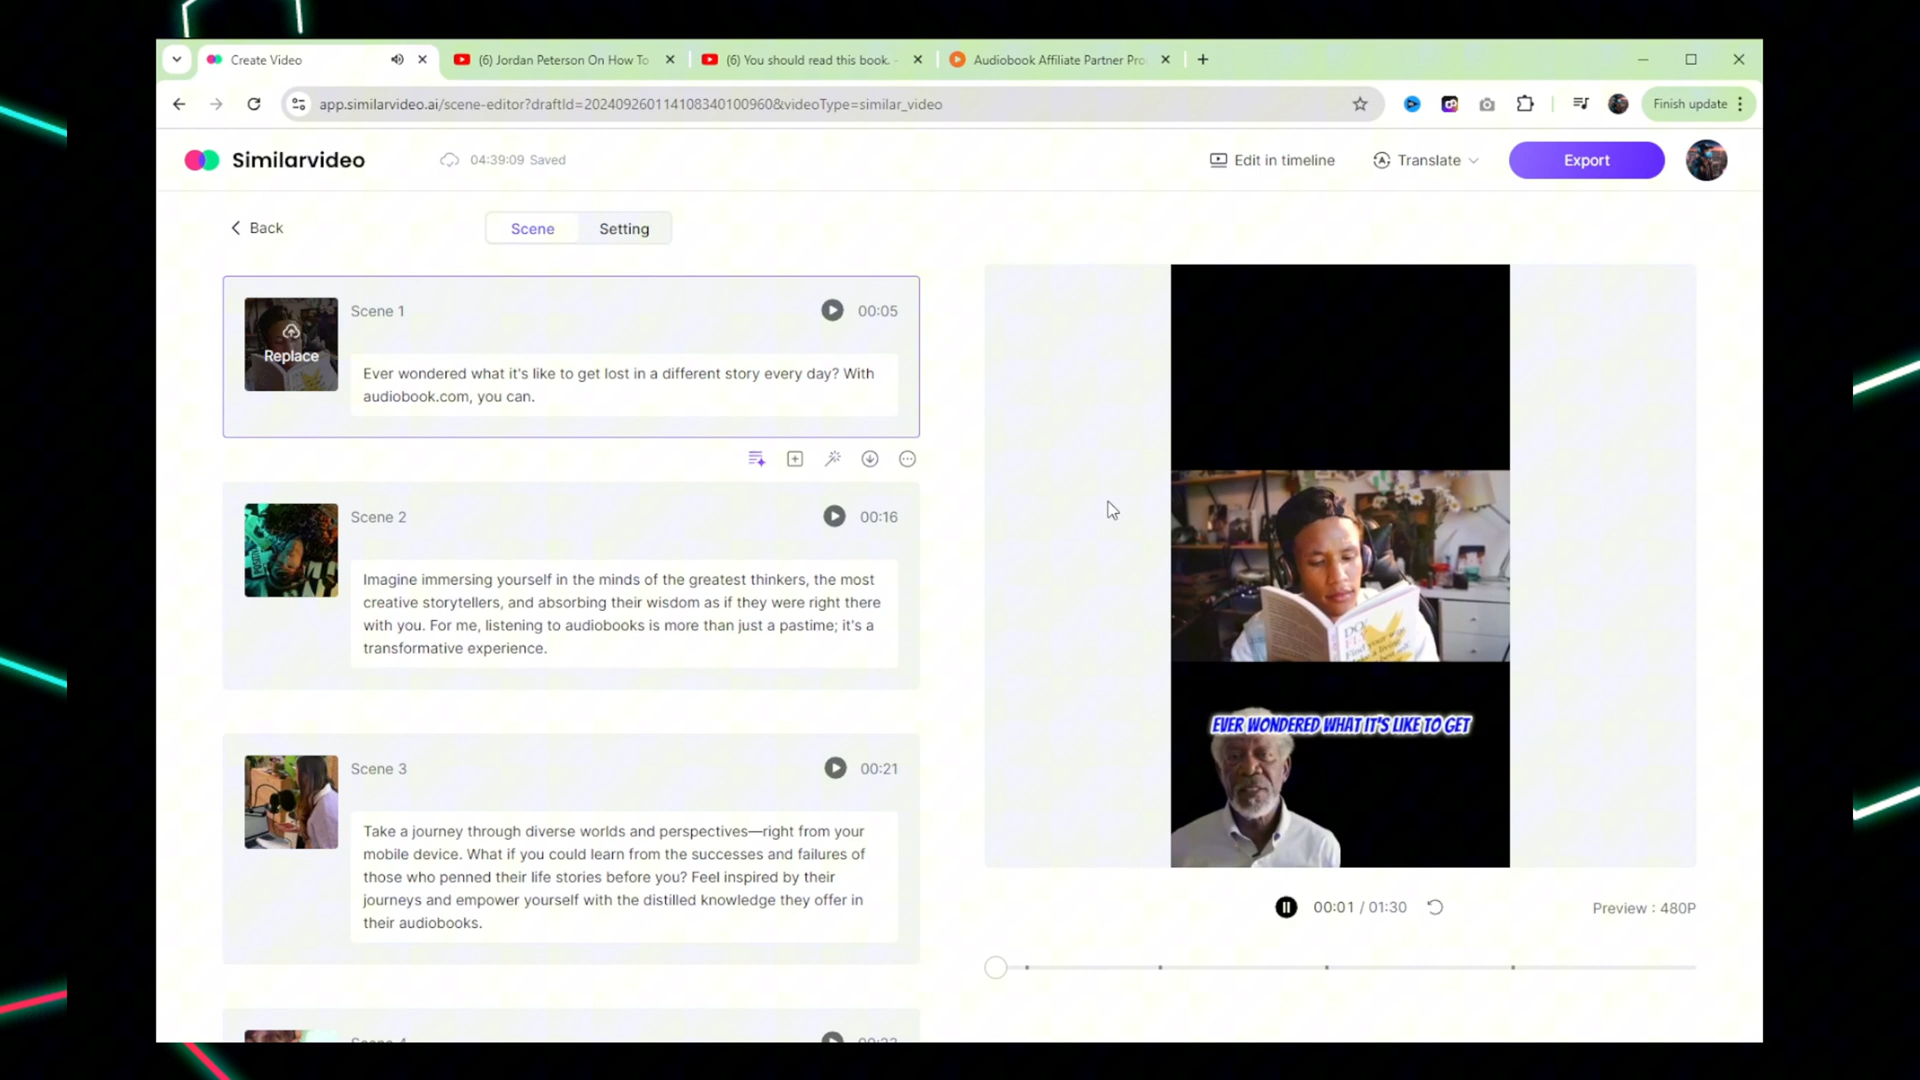 Create Video
(6) Jordan Peterson On How To
(6) You should read this book. -
Audiobook Affiliate Partner Pro
app.similarvideo.ai/scene-editor?draftId=202409260114108340100960&videoType=similar_video
Finish update
Similarvideo
04:39:09 Saved
Edit in timeline
Translate
Export
Back
Scene
Setting
Scene 1
00:05
Replace
Ever wondered what it's like to get lost in a different story every day? With
audiobook.com, you can.
Scene 2
00:16
Imagine immersing yourself in the minds of the greatest thinkers, the most
creative storytellers, and absorbing their wisdom as if they were right there
with you. For me, listening to audiobooks is more than just a pastime; it's a
transformative experience.
Scene 3
00:21
Take a journey through diverse worlds and perspectives—right from your
mobile device. What if you could learn from the successes and failures of
those who penned their life stories before you? Feel inspired by their
journeys and empower yourself with the distilled knowledge they offer in
their audiobooks.
Scene 4
EVER WONDERED WHAT IT'S LIKE TO GET
00:01 / 01:30
Preview : 480P